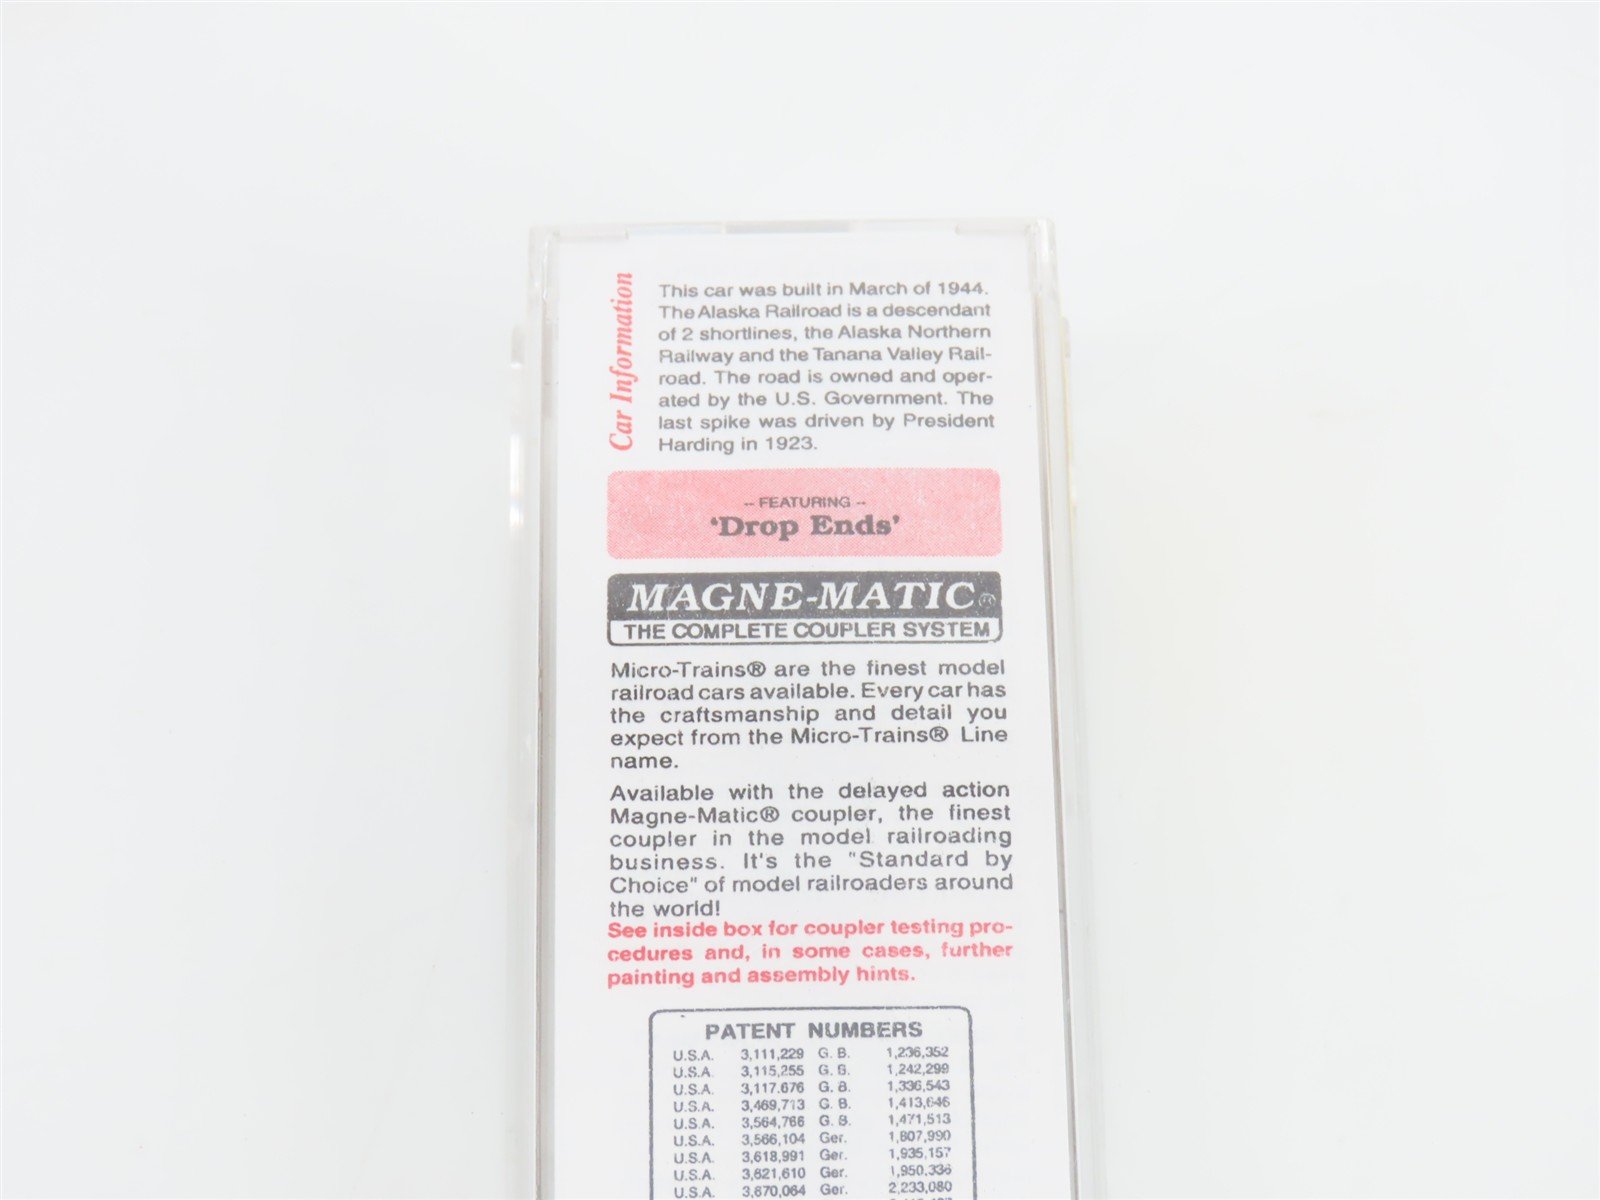 Car Information
This car was built in March of 1944.
The Alaska Railroad is a descendant
of 2 shortlines, the Alaska Northern
Railway and the Tanana Valley Rail-
road. The road is owned and oper-
ated by the U.S. Government. The
last spike was driven by President
Harding in 1923.
-- FEATURING --
'Drop Ends'
MAGNE-MATIC®
THE COMPLETE COUPLER SYSTEM
Micro-Trains® are the finest model
railroad cars available. Every car has
the craftsmanship and detail you
expect from the Micro-Trains® Line
name.
Available with the delayed action
Magne-Matic® coupler, the finest
coupler in the model railroading
business. It's the "Standard by
Choice" of model railroaders around
the world!
See inside box for coupler testing pro-
cedures and, in some cases, further
painting and assembly hints.
PATENT NUMBERS
U.S.A. 3,111,229 G. B. 1,236,352
U.S.A. 3,115,255 G. B. 1,242,299
U.S.A. 3,117.676 G. B. 1,336,543
U.S.A. 3,469,713 G. B. 1,413,646
U.S.A. 3,564,766 G. B. 1,471,513
U.S.A. 3,566,104 Ger. 1,807,990
U.S.A. 3,618,991 Ger. 1,935,157
U.S.A. 3,621,610 Ger. 1,950,336
U.S.A. 3,670,064 Ger. 2,233,080